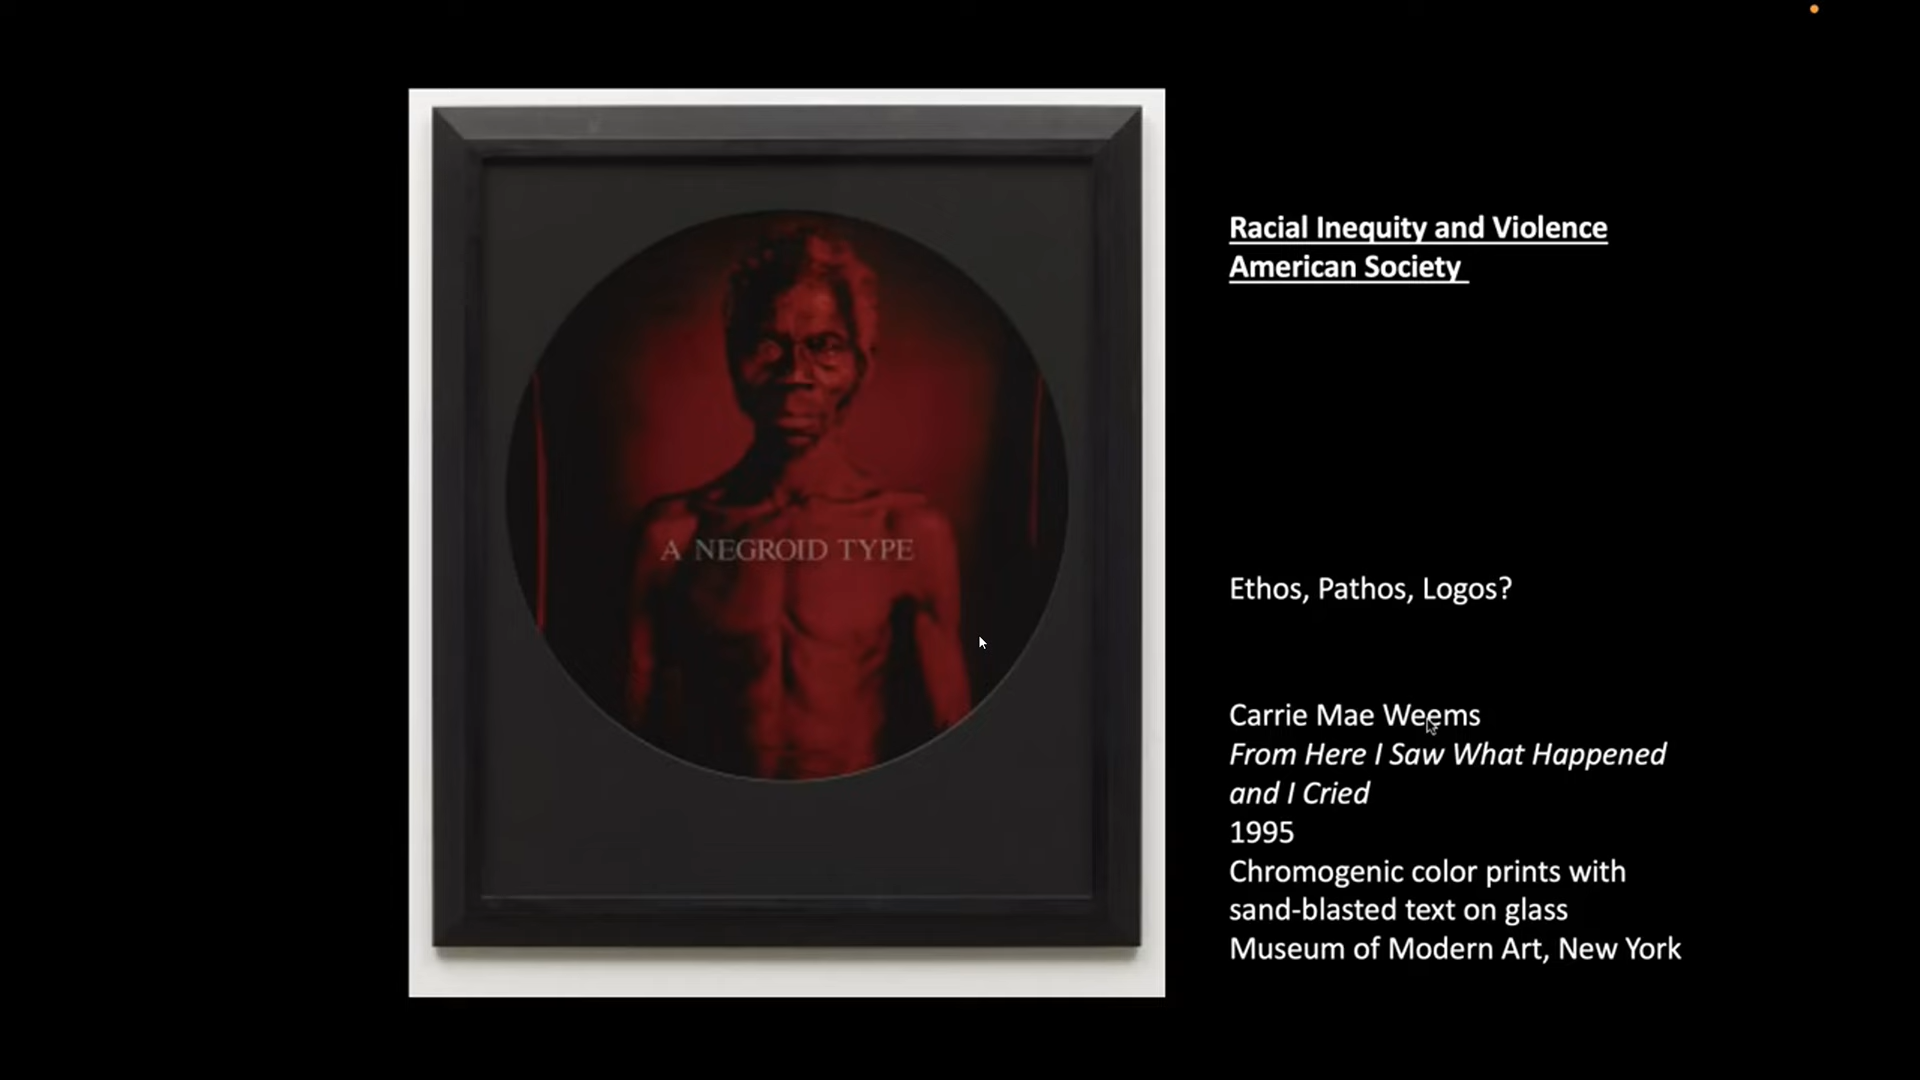 A NEGROID TYPE
Racial Inequity and Violence
American Society
Ethos, Pathos, Logos?
Carrie Mae Weems
From Here I Saw What Happened
and I Cried
1995
Chromogenic color prints with
sand-blasted text on glass
Museum of Modern Art, New York